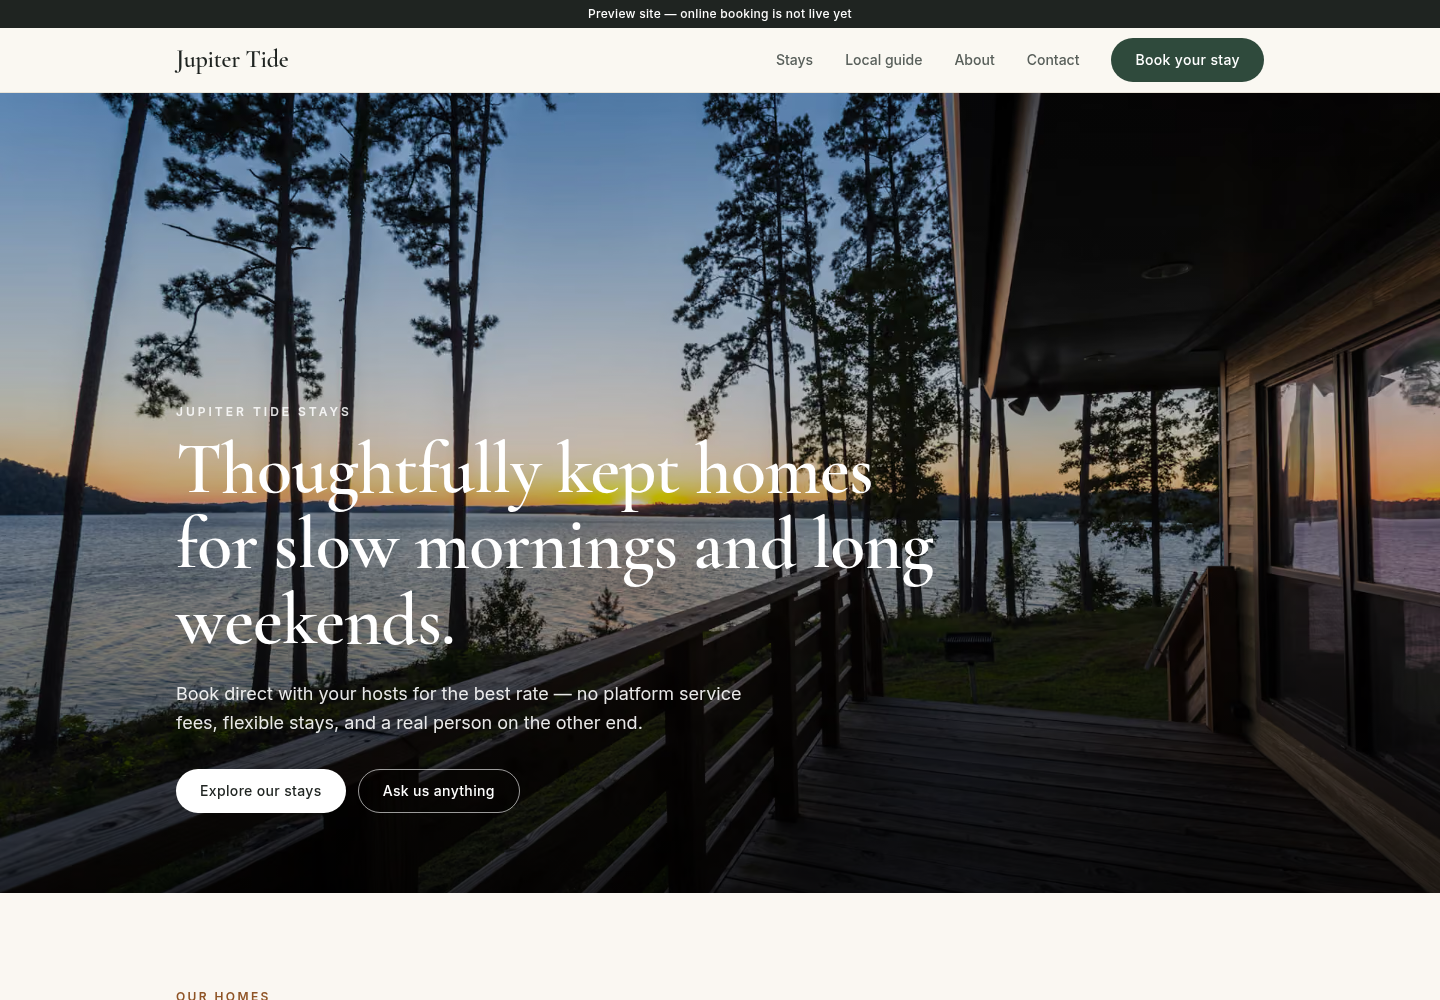 Preview site — online booking is not live yet
Jupiter Tide
Stays
Local guide
About
Contact
Book your stay
JUPITER TIDE STAYS
Thoughtfully kept homes
for slow mornings and long
weekends.
Book direct with your hosts for the best rate — no platform service
fees, flexible stays, and a real person on the other end.
Explore our stays
Ask us anything
OUR HOMES